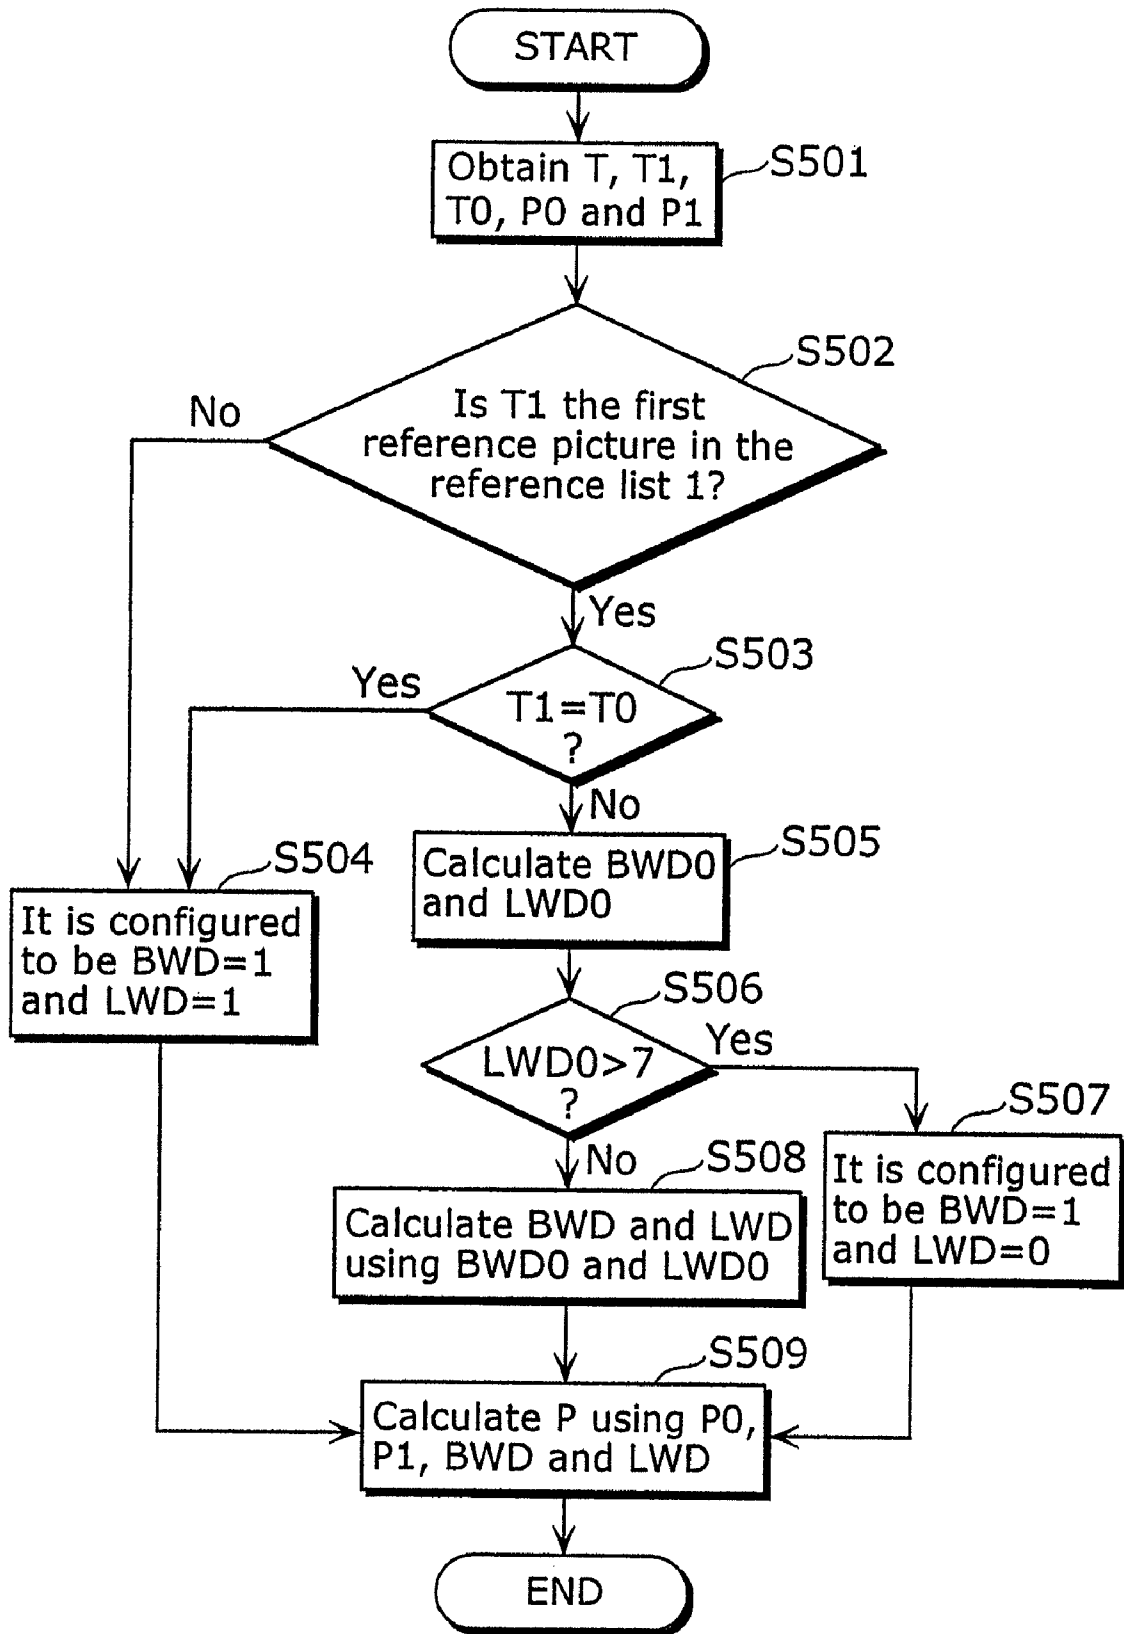 START
S501
Obtain T, T1,
T0, P0 and P1
S502
No
Is T1 the first
reference picture in the
reference list 1?
Yes
S503
Yes
T1=T0
?
No
S505
Calculate BWD0
and LWD0
S504
It is configured
to be BWD=1
and LWD=1
S506
Yes
LWD0>7
?
No
S507
It is configured
to be BWD=1
and LWD=0
S508
Calculate BWD and LWD
using BWD0 and LWD0
S509
Calculate P using P0,
P1, BWD and LWD
END